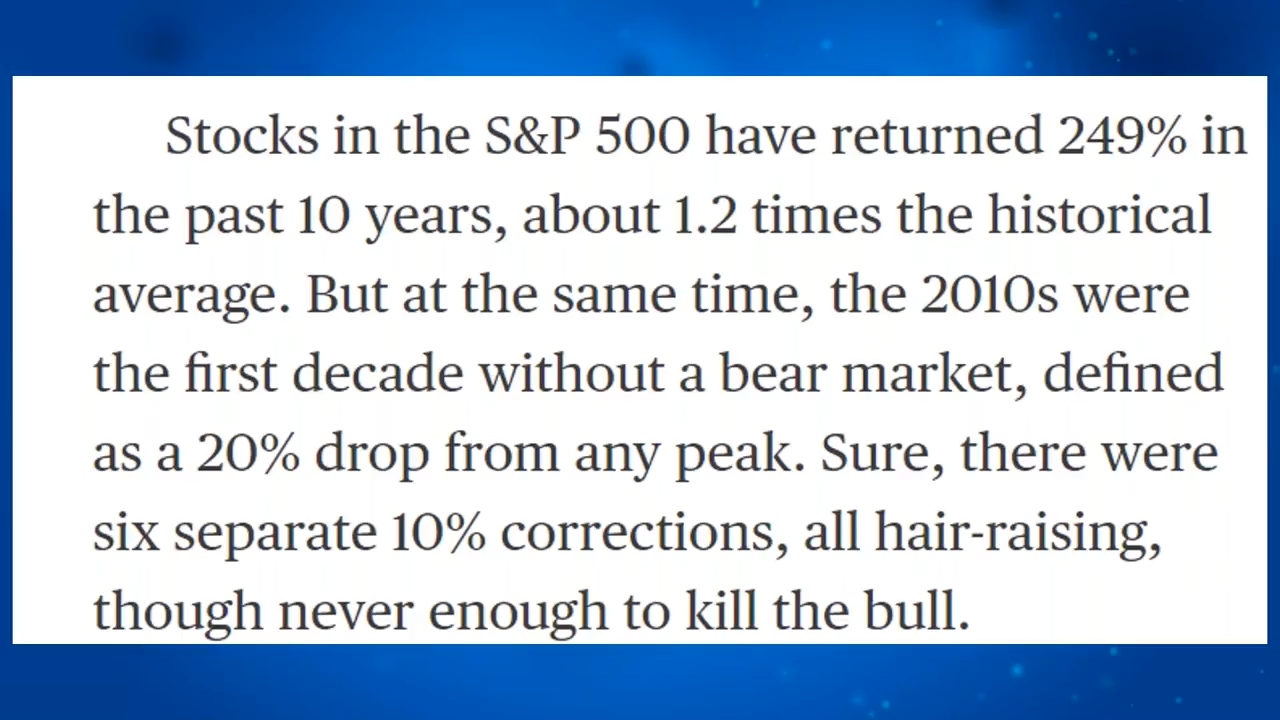 Stocks in the S&P 500 have returned 249% in
the past 10 years, about 1.2 times the historical
average. But at the same time, the 2010s were
the first decade without a bear market, defined
as a 20% drop from any peak. Sure, there were
six separate 10% corrections, all hair-raising,
though never enough to kill the bull.